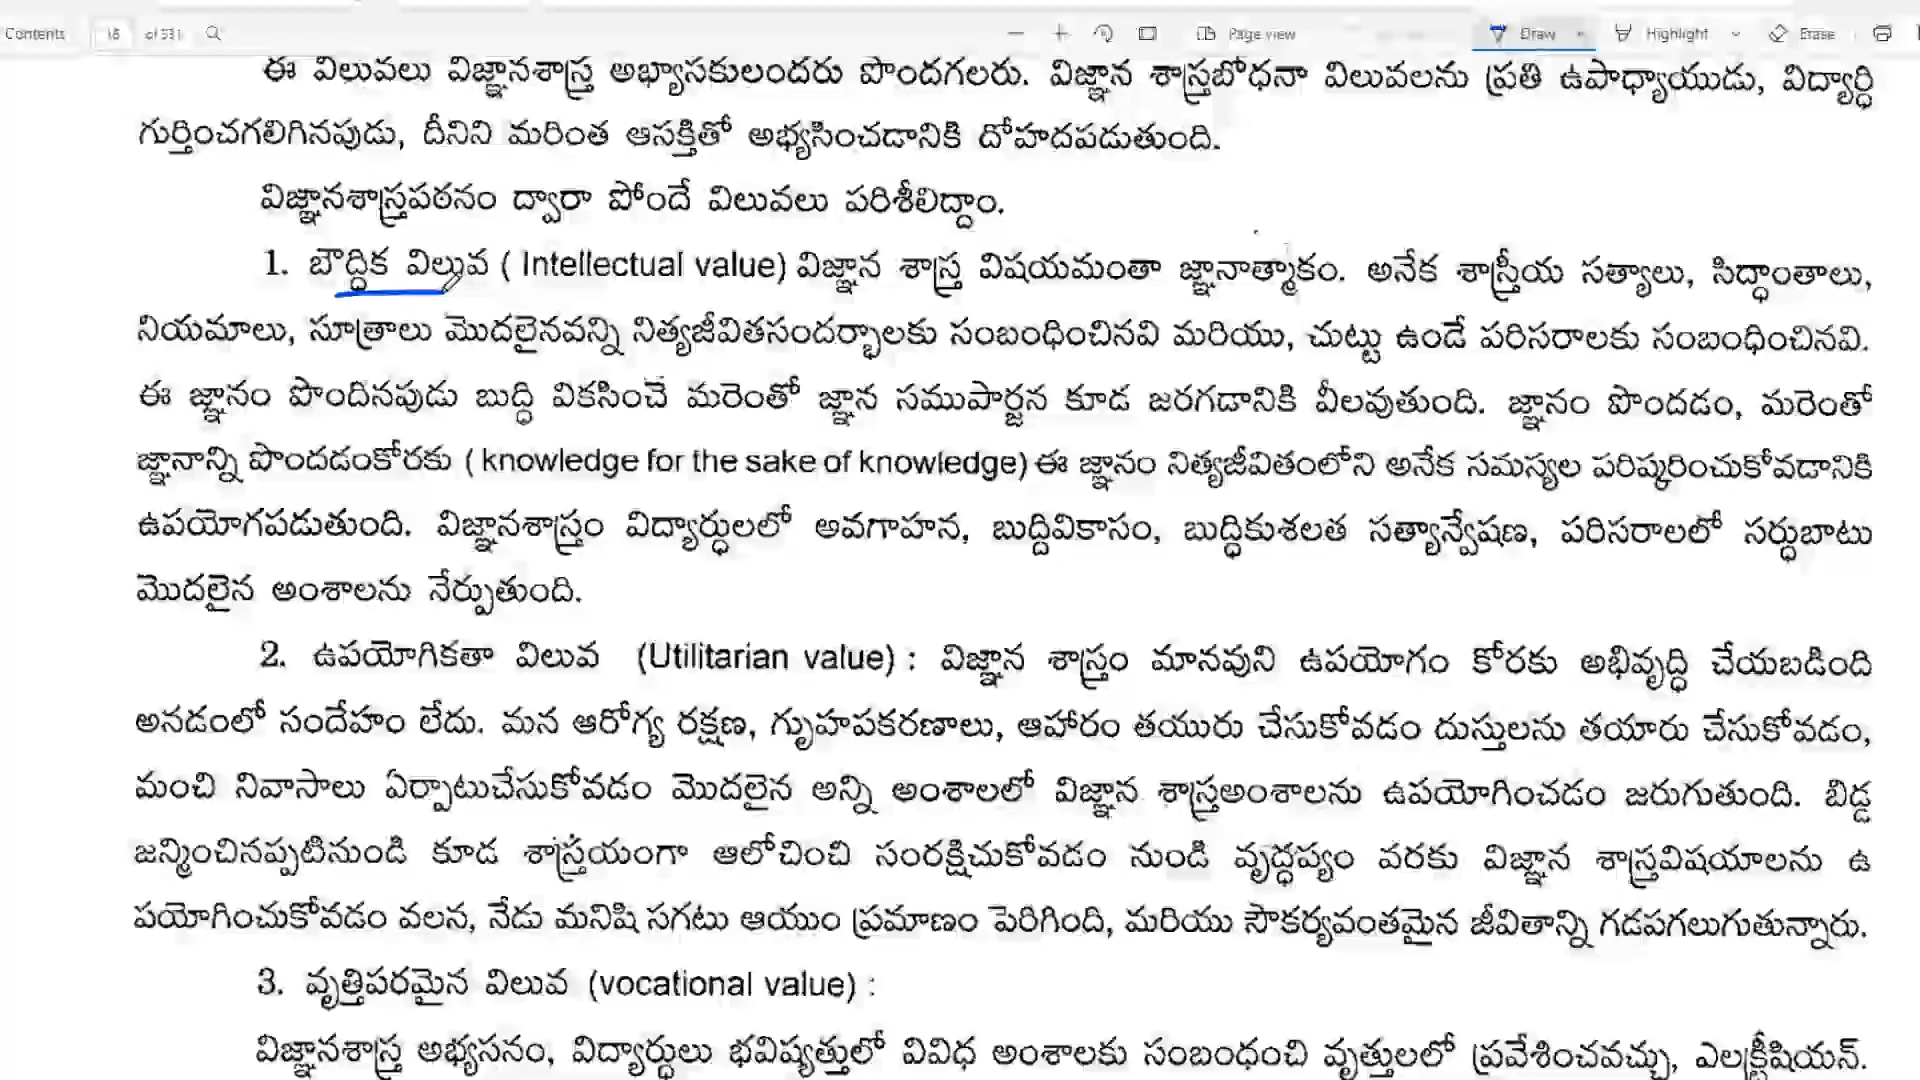 Contents 16 of 531 Page view Draw Highlight Erase
ఈ విలువలు విజ్ఞానశాస్త్ర అభ్యాసకులందరు పొందగలరు. విజ్ఞాన శాస్త్రబోధనా విలువలను ప్రతి ఉపాధ్యాయుడు, విద్యార్థి
గుర్తించగలిగినపుడు, దీనిని మరింత ఆసక్తితో అభ్యసించడానికి దోహదపడుతుంది.
విజ్ఞానశాస్త్రపఠనం ద్వారా పోందే విలువలు పరిశీలిద్దాం.
1. బౌద్ధిక విలువ ( Intellectual value) విజ్ఞాన శాస్త్ర విషయమంతా జ్ఞానాత్మాకం. అనేక శాస్త్రీయ సత్యాలు, సిద్ధాంతాలు,
నియమాలు, సూత్రాలు మొదలైనవన్ని నిత్యజీవితసందర్భాలకు సంబంధించినవి మరియు, చుట్టు ఉండే పరిసరాలకు సంబంధించినవి.
ఈ జ్ఞానం పొందినపుడు బుద్ధి వికసించే మరెంతో జ్ఞాన సముపార్జన కూడ జరగడానికి వీలవుతుంది. జ్ఞానం పొందడం, మరెంతో
జ్ఞానాన్ని పొందడంకోరకు ( knowledge for the sake of knowledge) ఈ జ్ఞానం నిత్యజీవితంలోని అనేక సమస్యల పరిష్కరించుకోవడానికి
ఉపయోగపడుతుంది. విజ్ఞానశాస్త్రం విద్యార్థులలో అవగాహన, బుద్దివికాసం, బుద్ధికుశలత సత్యాన్వేషణ, పరిసరాలలో సర్ధుబాటు
మొదలైన అంశాలను నేర్పుతుంది.
2. ఉపయోగికతా విలువ (Utilitarian value) : విజ్ఞాన శాస్త్రం మానవుని ఉపయోగం కోరకు అభివృద్ధి చేయబడింది
అనడంలో సందేహం లేదు. మన ఆరోగ్య రక్షణ, గృహపకరణాలు, ఆహారం తయురు చేసుకోవడం దుస్తులను తయారు చేసుకోవడం,
మంచి నివాసాలు ఏర్పాటుచేసుకోవడం మొదలైన అన్ని అంశాలలో విజ్ఞాన శాస్త్రఅంశాలను ఉపయోగించడం జరుగుతుంది. బిడ్డ
జన్మించినప్పటినుండి కూడ శాస్త్రయంగా ఆలోచించి సంరక్షిచుకోవడం నుండి వృద్ధప్యం వరకు విజ్ఞాన శాస్త్రవిషయాలను ఉ
పయోగించుకోవడం వలన, నేడు మనిషి సగటు ఆయుం ప్రమాణం పెరిగింది, మరియు సౌకర్యవంతమైన జీవితాన్ని గడపగలుగుతున్నారు.
3. వృత్తిపరమైన విలువ (vocational value) :
విజ్ఞానశాస్త్ర అభ్యసనం, విద్యార్ధులు భవిష్యత్తులో వివిధ అంశాలకు సంబంధంచి వృత్తులలో ప్రవేశించవచ్చు, ఎలక్ట్రీషియన్.